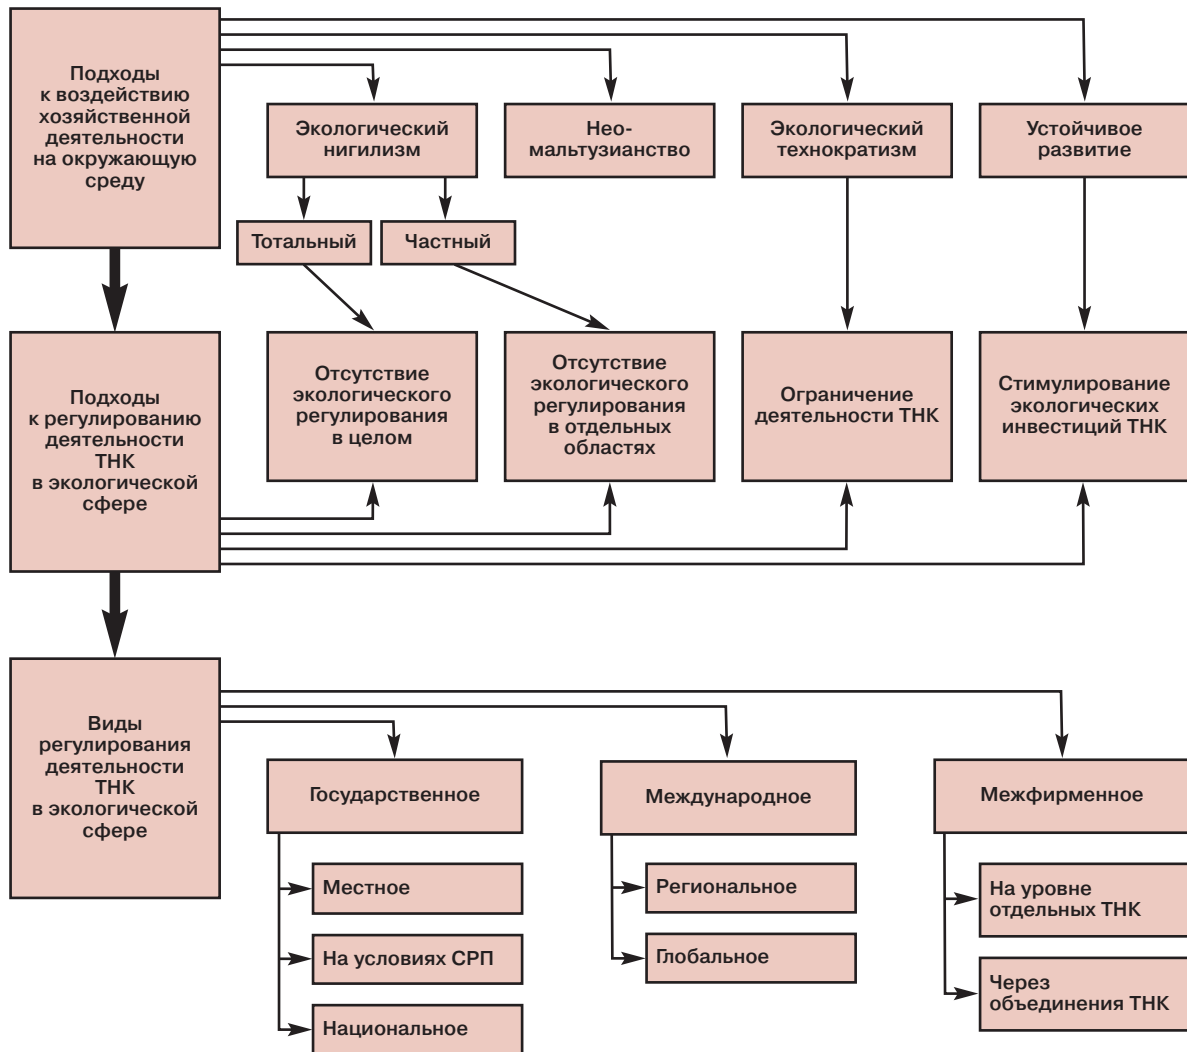 Подходы
к воздействию
хозяйственной
деятельности
на окружающую
среду
Экологический
нигилизм
Нео-
мальтузианство
Экологический
технократизм
Устойчивое
развитие
Тотальный
Частный
Подходы
к регулированию
деятельности
ТНК
в экологической
сфере
Отсутствие
экологического
регулирования
в целом
Отсутствие
экологического
регулирования
в отдельных
областях
Ограничение
деятельности ТНК
Стимулирование
экологических
инвестиций ТНК
Виды
регулирования
деятельности
ТНК
в экологической
сфере
Государственное
Местное
На условиях СРП
Национальное
Международное
Региональное
Глобальное
Межфирменное
На уровне
отдельных ТНК
Через
объединения ТНК